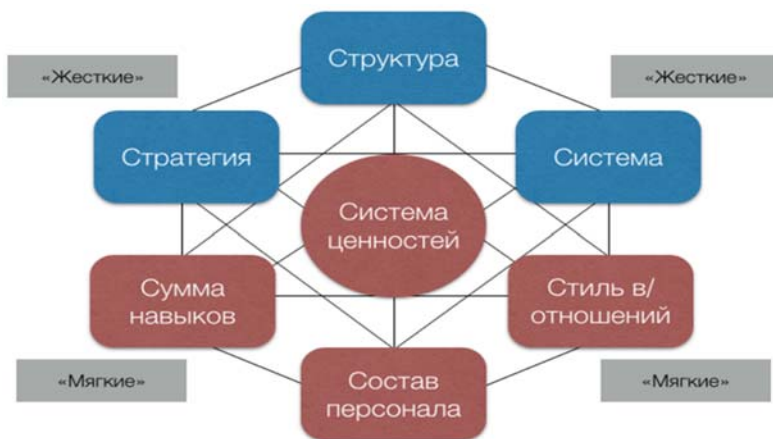 Структура
«Жесткие»
«Жесткие»
Стратегия
Система
Система
ценностей
Сумма
навыков
Стиль в/
отношений
«Мягкие»
Состав
персонала
«Мягкие»